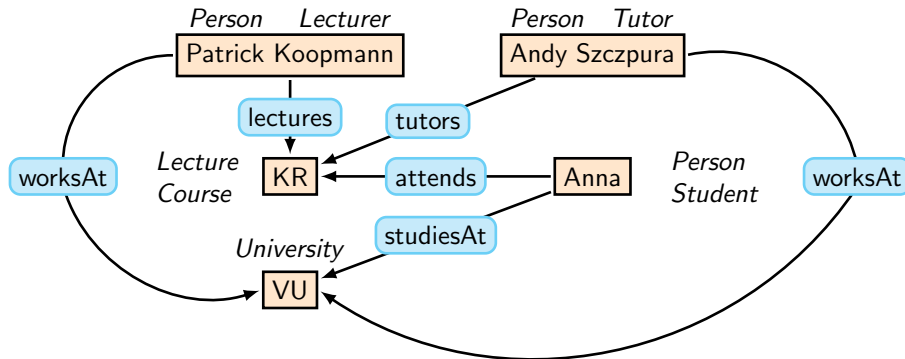 Person Lecturer
Person Tutor
Patrick Koopmann
Andy Szczpura
lectures
tutors
worksAt
Lecture
Course
KR
attends
Anna
Person
Student
worksAt
studiesAt
University
VU